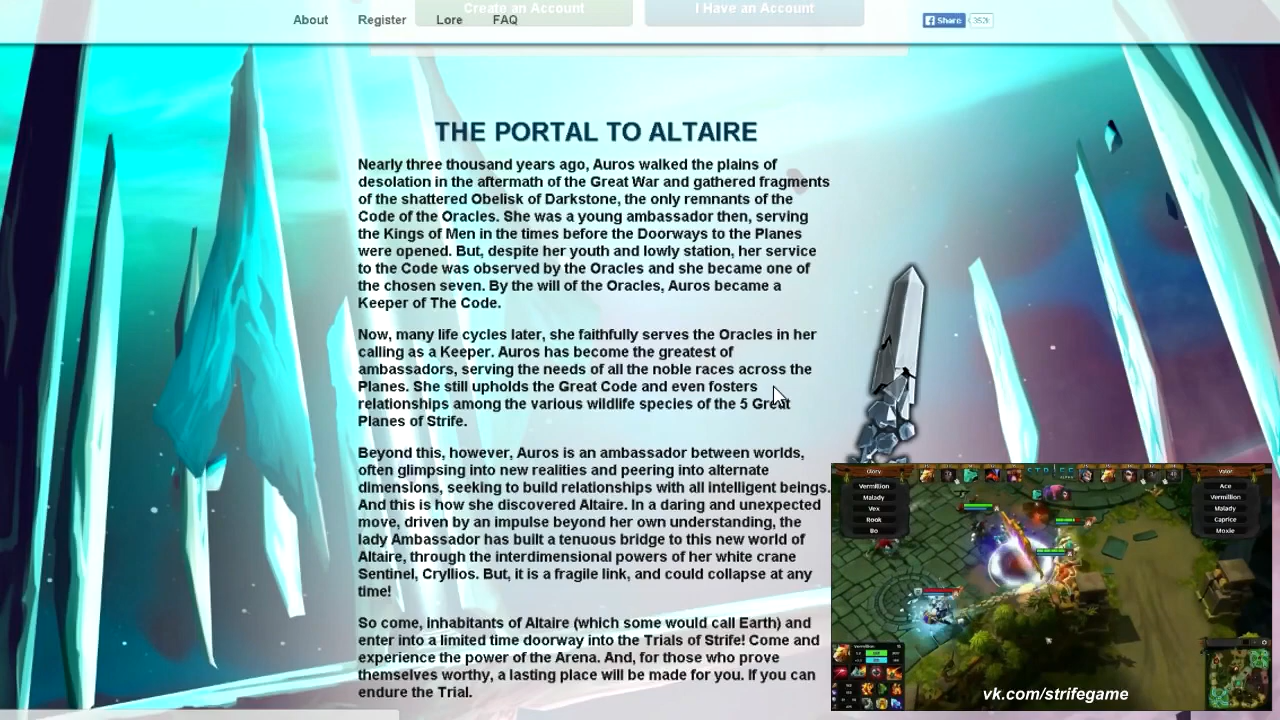 Create an Account
I Have an Account
About
Register
Lore
FAQ
Share
352k
THE PORTAL TO ALTAIRE
Nearly three thousand years ago, Auros walked the plains of
desolation in the aftermath of the Great War and gathered fragments
of the shattered Obelisk of Darkstone, the only remnants of the
Code of the Oracles. She was a young ambassador then, serving
the Kings of Men in the times before the Doorways to the Planes
were opened. But, despite her youth and lowly station, her service
to the Code was observed by the Oracles and she became one of
the chosen seven. By the will of the Oracles, Auros became a
Keeper of The Code.
Now, many life cycles later, she faithfully serves the Oracles in her
calling as a Keeper. Auros has become the greatest of
ambassadors, serving the needs of all the noble races across the
Planes. She still upholds the Great Code and even fosters
relationships among the various wildlife species of the 5 Great
Planes of Strife.
Beyond this, however, Auros is an ambassador between worlds,
often glimpsing into new realities and peering into alternate
dimensions, seeking to build relationships with all intelligent beings.
And this is how she discovered Altaire. In a daring and unexpected
move, driven by an impulse beyond her own understanding, the
lady Ambassador has built a tenuous bridge to this new world of
Altaire, through the interdimensional powers of her white crane
Sentinel, Cryllios. But, it is a fragile link, and could collapse at any
time!
So come, inhabitants of Altaire (which some would call Earth) and
enter into a limited time doorway into the Trials of Strife! Come and
experience the power of the Arena. And, for those who prove
themselves worthy, a lasting place will be made for you. If you can
endure the Trial.
Glory
Vermillion
Malady
Vex
Rook
Bo
STRIFE
Valor
Ace
Vermillion
Malady
Caprice
Moxie
Vermillion
vk.com/strifegame